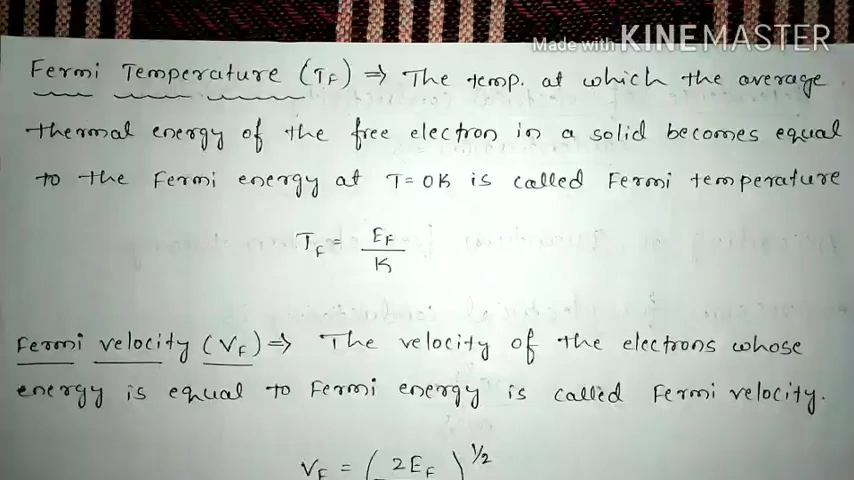 Made with KINEMASTER
Fermi Temperature (TF) ⇒ The temp. at which the average
thermal energy of the free electron in a solid becomes equal
to the Fermi energy at T=0K is called Fermi temperature
TF = EF / K
Fermi velocity (VF) ⇒ The velocity of the electrons whose
energy is equal to Fermi energy is called Fermi velocity.
VF = ( 2EF )^1/2